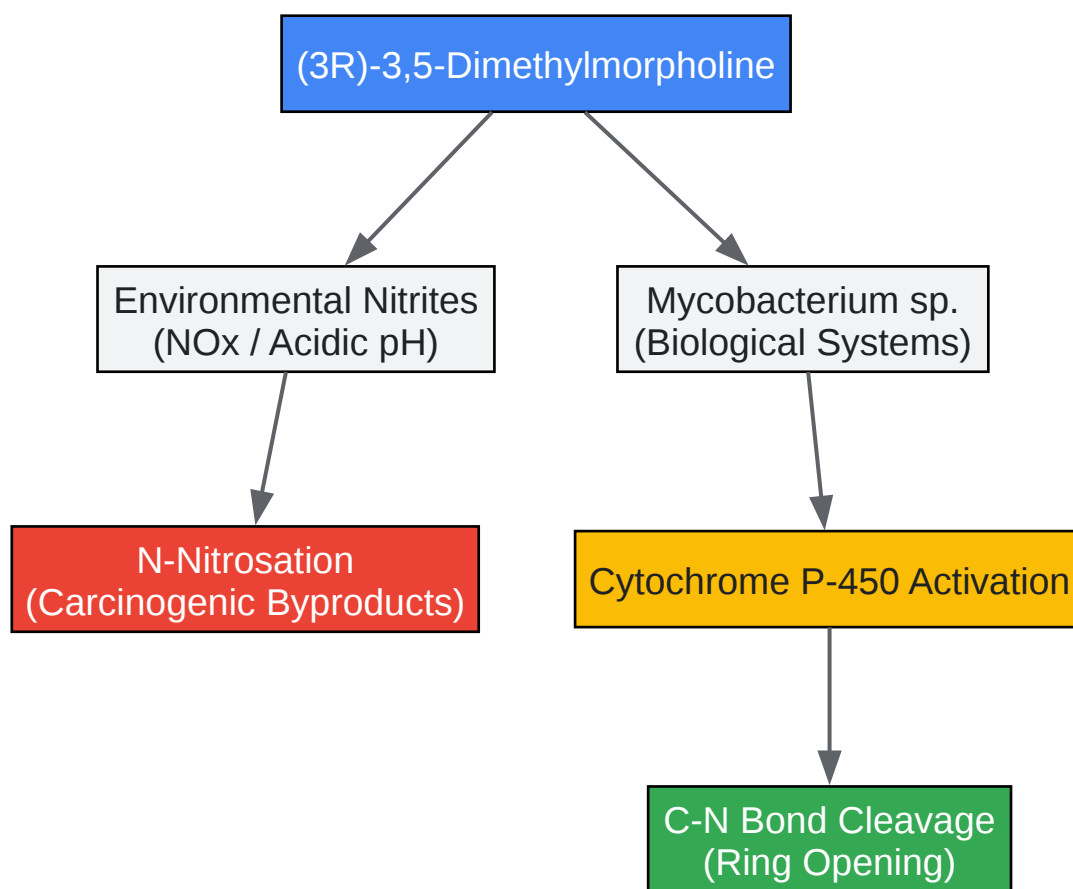 (3R)-3,5-Dimethylmorpholine
Environmental Nitrites
(NOx / Acidic pH)
Mycobacterium sp.
(Biological Systems)
N-Nitrosation
(Carcinogenic Byproducts)
Cytochrome P-450 Activation
C-N Bond Cleavage
(Ring Opening)